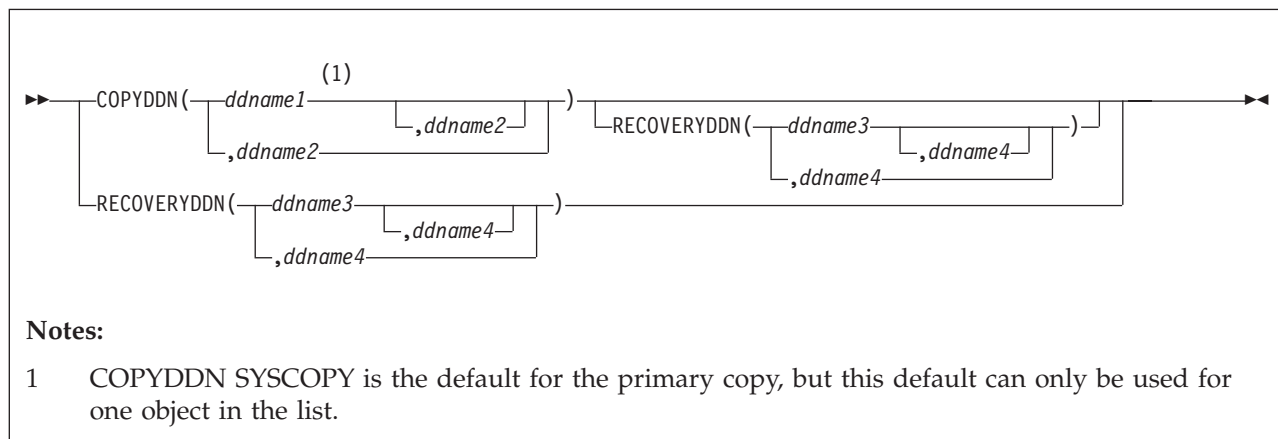 (1)
COPYDDN( ddname1 )
,ddname2 RECOVERYDDN( ddname3 )
,ddname2 ,ddname4
,ddname4
RECOVERYDDN( ddname3 )
,ddname4
,ddname4
Notes:
1 COPYDDN SYSCOPY is the default for the primary copy, but this default can only be used for
one object in the list.